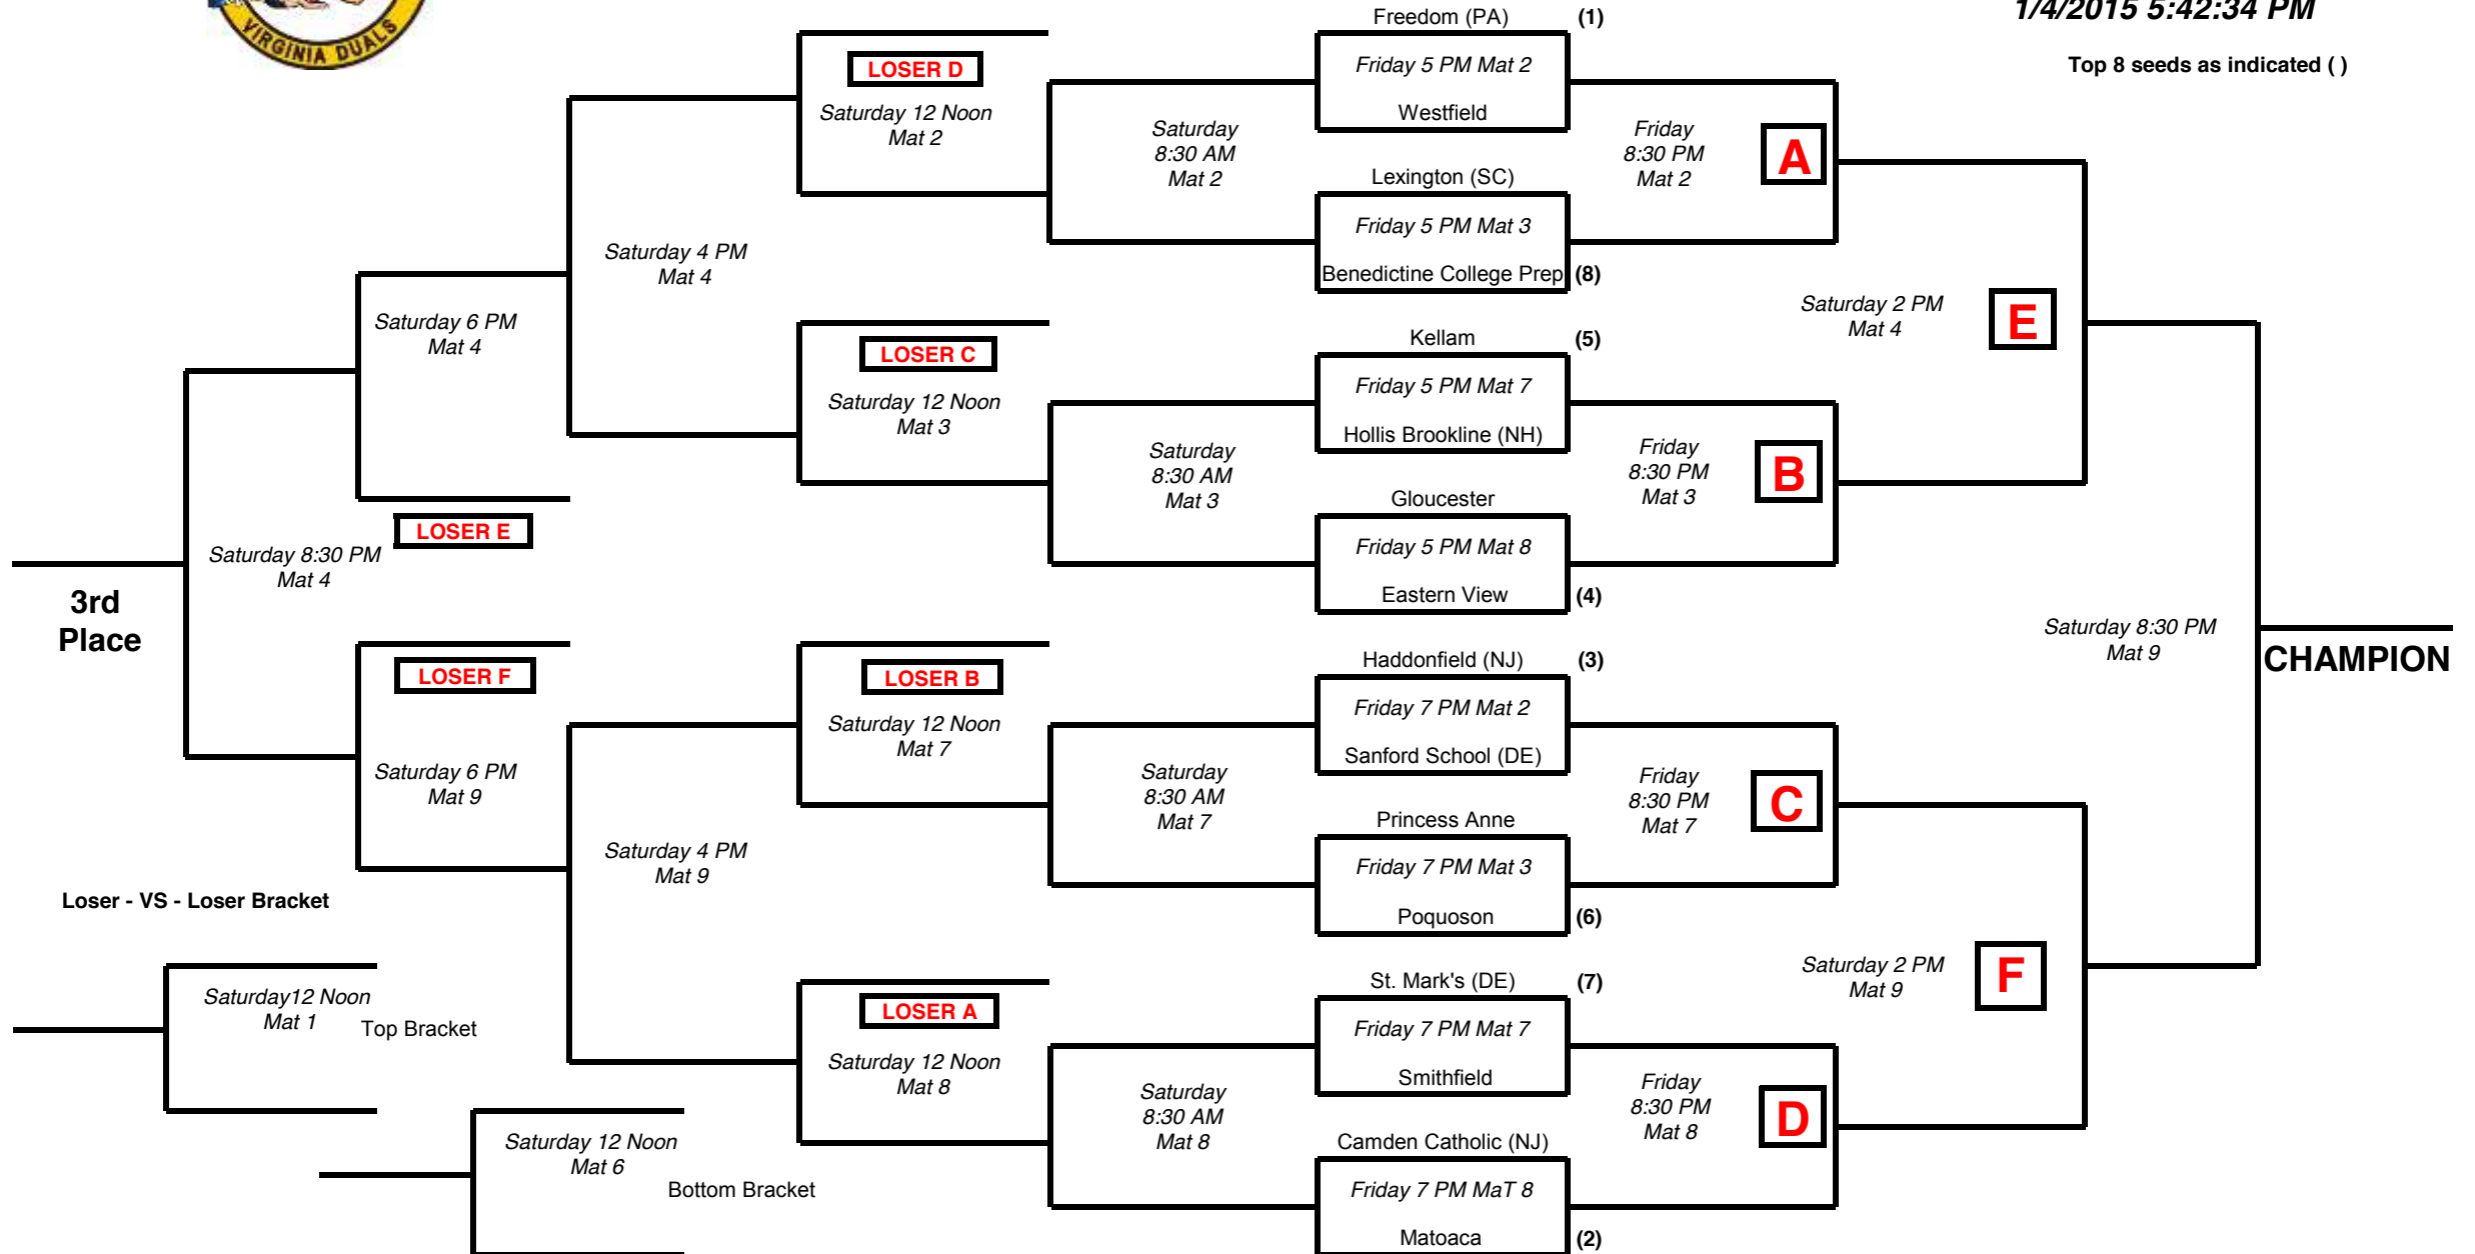 VIRGINIA DUALS
1/4/2015 5:42:34 PM
Top 8 seeds as indicated ( )
Freedom (PA) (1)
Friday 5 PM Mat 2
Westfield
Lexington (SC)
Friday 5 PM Mat 3
Benedictine College Prep (8)
Kellam (5)
Friday 5 PM Mat 7
Hollis Brookline (NH)
Gloucester
Friday 5 PM Mat 8
Eastern View (4)
Haddonfield (NJ) (3)
Friday 7 PM Mat 2
Sanford School (DE)
Princess Anne
Friday 7 PM Mat 3
Poquoson (6)
St. Mark's (DE) (7)
Friday 7 PM Mat 7
Smithfield
Camden Catholic (NJ)
Friday 7 PM MaT 8
Matoaca (2)
Friday
8:30 PM
Mat 2
A
Friday
8:30 PM
Mat 3
B
Friday
8:30 PM
Mat 7
C
Friday
8:30 PM
Mat 8
D
Saturday 2 PM
Mat 4
E
Saturday 2 PM
Mat 9
F
Saturday 8:30 PM
Mat 9
CHAMPION
Saturday
8:30 AM
Mat 2
Saturday
8:30 AM
Mat 3
Saturday
8:30 AM
Mat 7
Saturday
8:30 AM
Mat 8
LOSER D
Saturday 12 Noon
Mat 2
LOSER C
Saturday 12 Noon
Mat 3
LOSER B
Saturday 12 Noon
Mat 7
LOSER A
Saturday 12 Noon
Mat 8
Saturday 4 PM
Mat 4
Saturday 4 PM
Mat 9
Saturday 6 PM
Mat 4
LOSER E
LOSER F
Saturday 6 PM
Mat 9
Saturday 8:30 PM
Mat 4
3rd
Place
Loser - VS - Loser Bracket
Saturday12 Noon
Mat 1
Top Bracket
Saturday 12 Noon
Mat 6
Bottom Bracket